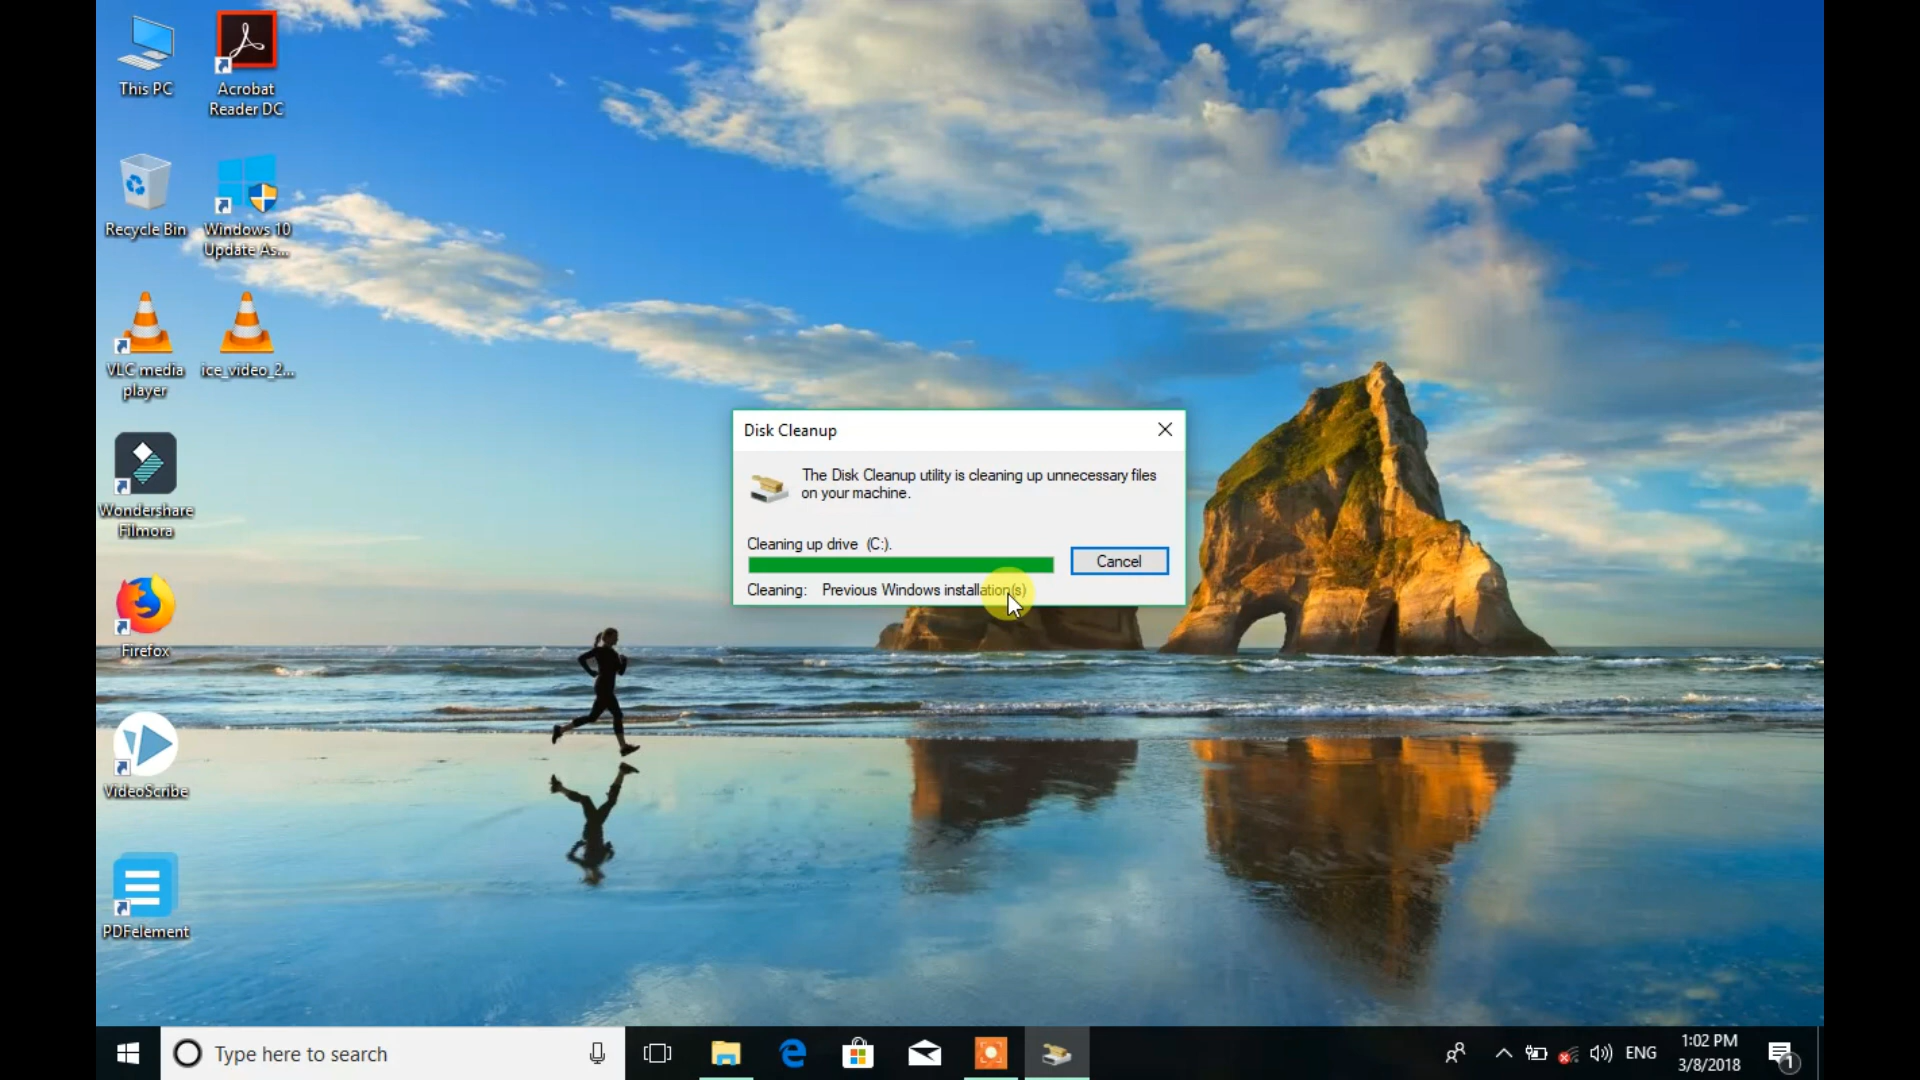 This PC
Acrobat
Reader DC
Recycle Bin
Windows 10
Update As...
VLC media
player
ice_video_2...
Wondershare
Filmora
Firefox
VideoScribe
PDFelement
Disk Cleanup
The Disk Cleanup utility is cleaning up unnecessary files
on your machine.
Cleaning up drive (C:).
Cancel
Cleaning: Previous Windows installation(s)
Type here to search
ENG
1:02 PM
3/8/2018
1